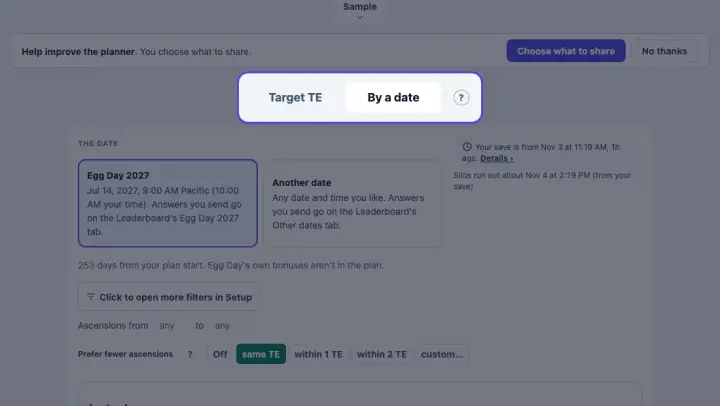 Sample
Help improve the planner. You choose what to share.
Choose what to share
No thanks
Target TE
By a date
?
THE DATE
Egg Day 2027
Jul 14, 2027, 9:00 AM Pacific (10:00
AM your time). Answers you send go
on the Leaderboard's Egg Day 2027
tab.
Another date
Any date and time you like. Answers
you send go on the Leaderboard's
Other dates tab.
Your save is from Nov 3 at 11:19 AM, 1h
ago. Details ›
Silos run out about Nov 4 at 2:19 PM (from your
save)
253 days from your plan start. Egg Day's own bonuses aren't in the plan.
Click to open more filters in Setup
Ascensions from any to any
Prefer fewer ascensions ? Off same TE within 1 TE within 2 TE custom...